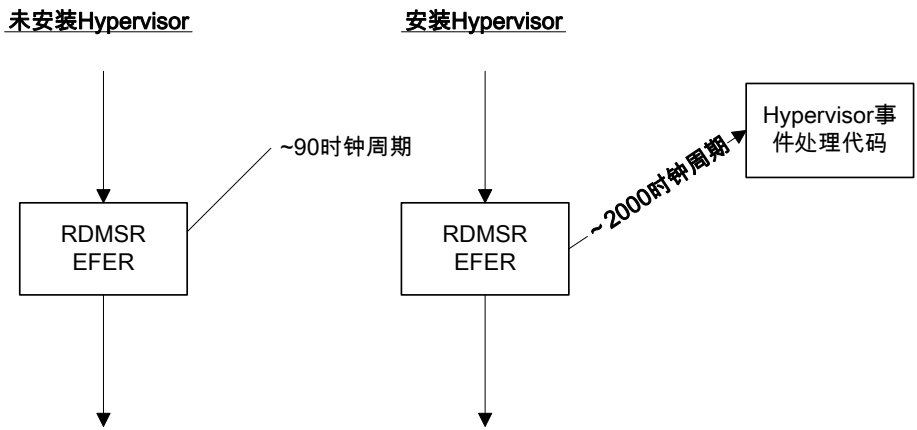 未安装Hypervisor
安装Hypervisor
~90时钟周期
Hypervisor事
件处理代码
~2000时钟周期
RDMSR
EFER
RDMSR
EFER